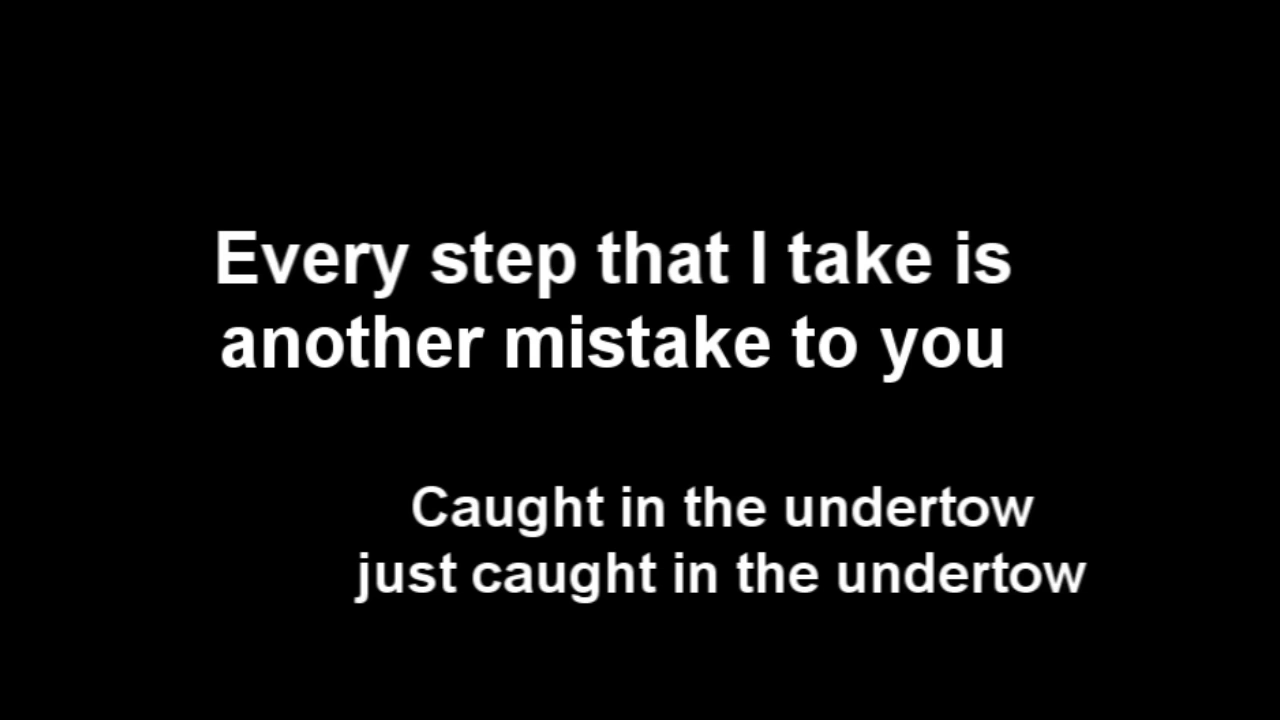 Every step that I take is
another mistake to you
Caught in the undertow
just caught in the undertow